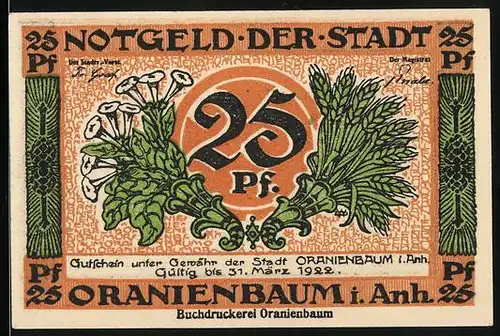 25 NOTGELD·DER·STADT 25
Pf Pf
Der Stadtv.-Vorst. Der Magistrat
25
Pf.
Gutschein unter Gewähr der Stadt ORANIENBAUM i. Anh.
Gültig bis 31. März 1922.
Pf Pf
25 ORANIENBAUM i. Anh. 25
Buchdruckerei Oranienbaum